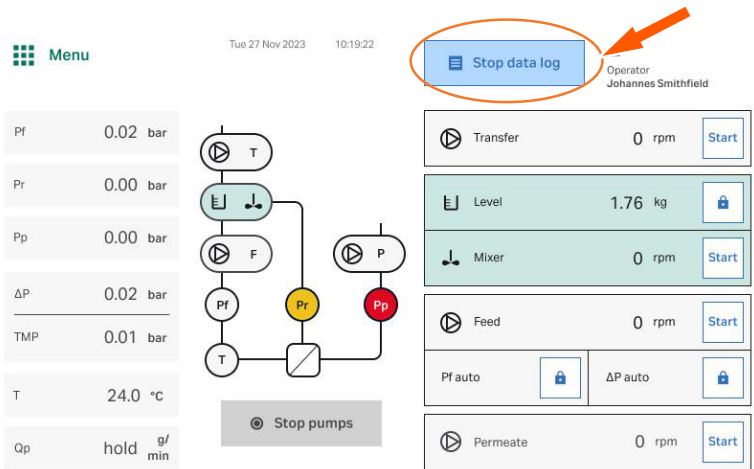 Menu
Tue 27 Nov 2023 10:19:22
Stop data log
Operator
Johannes Smithfield
Pf 0.02 bar
Pr 0.00 bar
Pp 0.00 bar
ΔP 0.02 bar
TMP 0.01 bar
T 24.0 °C
Qp hold g/
min
T
F
P
Pf
Pr
Pp
T
Stop pumps
Transfer 0 rpm Start
Level 1.76 kg
Mixer 0 rpm Start
Feed 0 rpm Start
Pf auto ΔP auto
Permeate 0 rpm Start